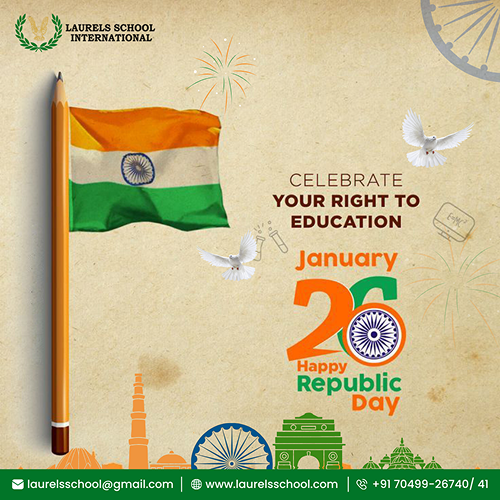 LAURELS SCHOOL
INTERNATIONAL
CELEBRATE
YOUR RIGHT TO
EDUCATION
January
26
Happy
Republic
Day
laurelsschool@gmail.com | www.laurelsschool.com | +91 70499-26740/ 41